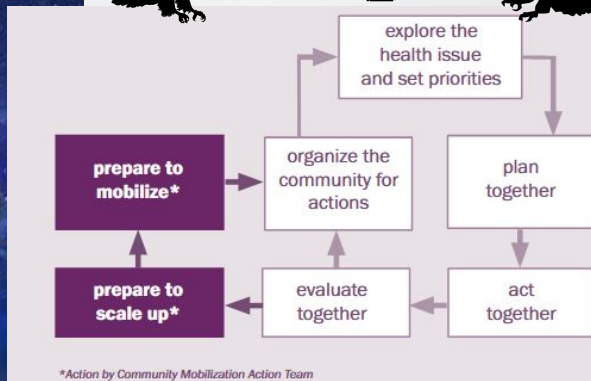 explore the
health issue
and set priorities
prepare to
mobilize*
organize the
community for
actions
plan
together
prepare to
scale up*
evaluate
together
act
together
*Action by Community Mobilization Action Team